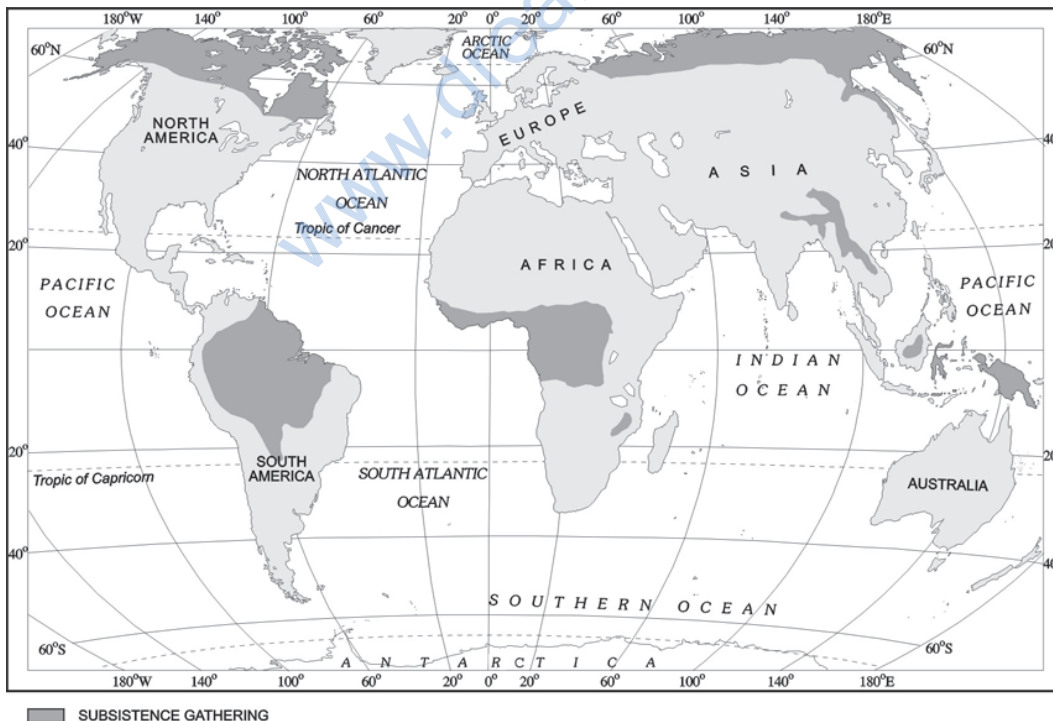 180°W 140° 100° 60° 20° 0° 20° 60° 100° 140° 180°E
ARCTIC
OCEAN
60°N
60°N
NORTH
AMERICA
EUROPE
ASIA
40°
40
NORTH ATLANTIC
OCEAN
Tropic of Cancer
20°
20
AFRICA
PACIFIC
OCEAN
PACIFIC
OCEAN
INDIAN
OCEAN
20°
20
Tropic of Capricorn
SOUTH
AMERICA
SOUTH ATLANTIC
OCEAN
AUSTRALIA
40°
40
SOUTHERN OCEAN
60°S
60°S
ANTARCTICA
180°W 140° 100° 60° 20° 0° 20° 60° 100° 140° 180°E
SUBSISTENCE GATHERING